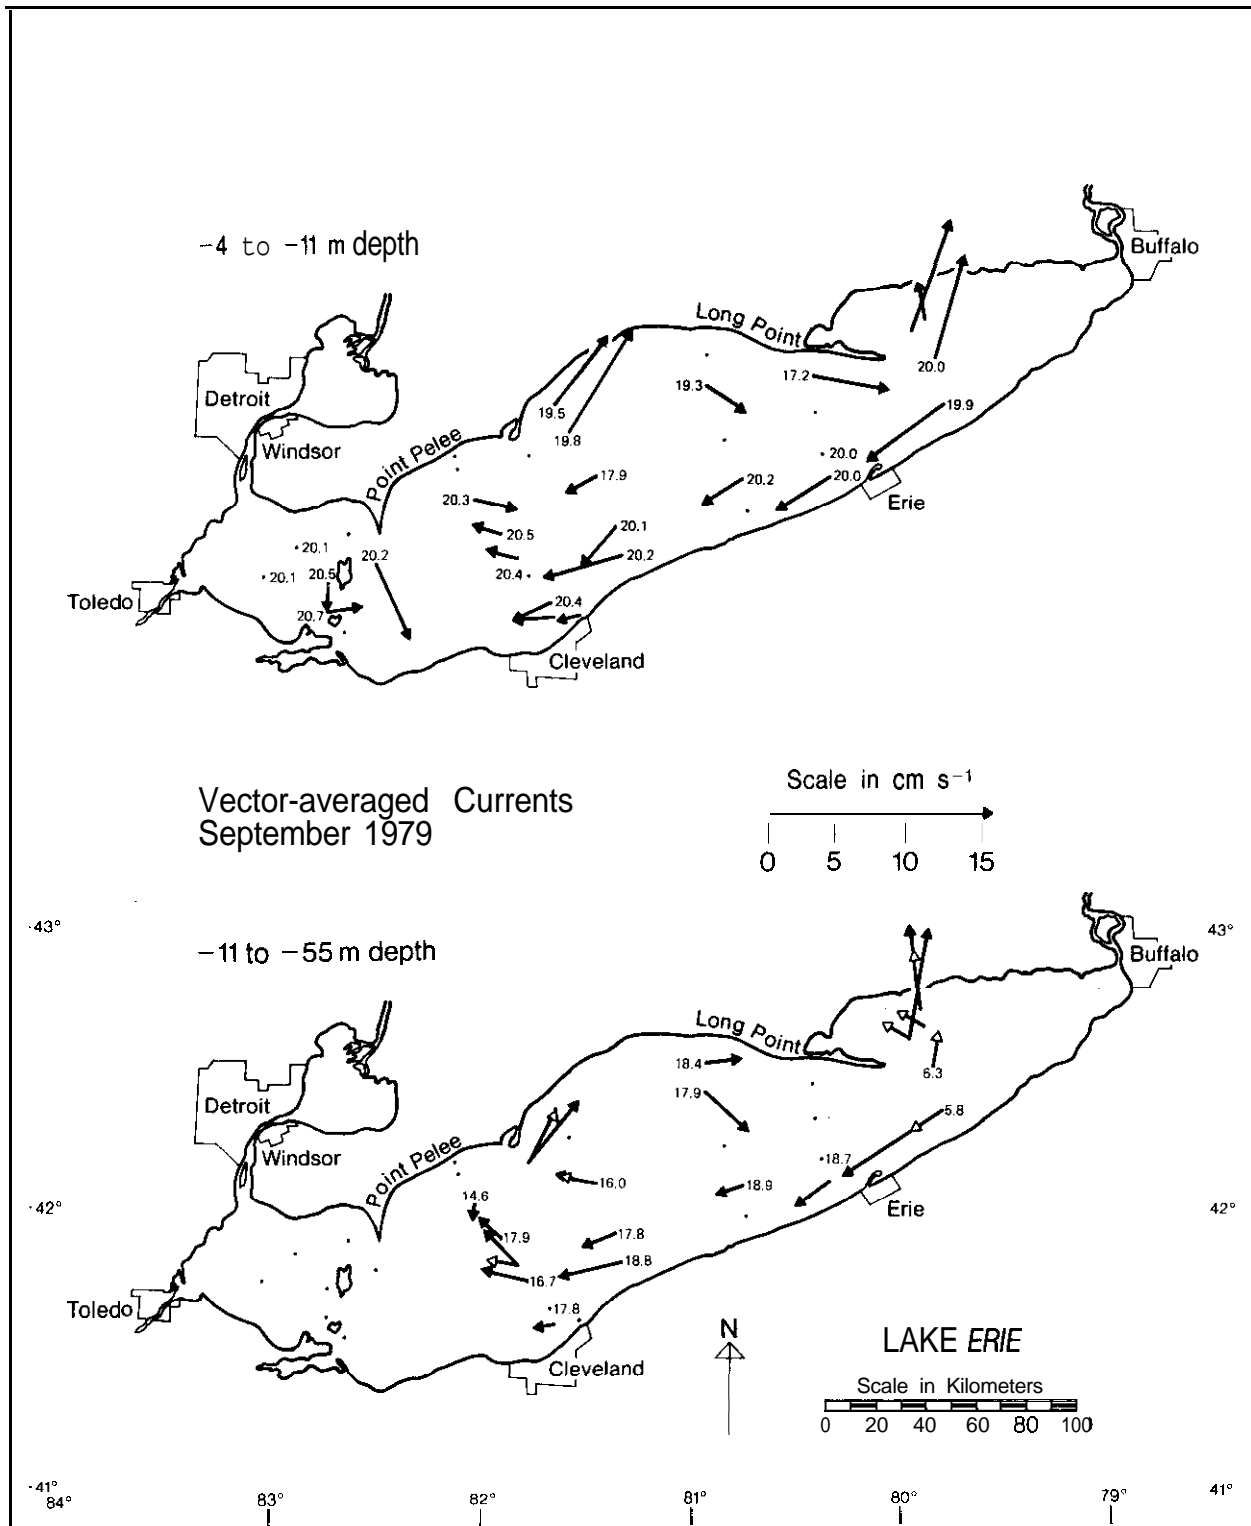 -4 to -11 m depth
Buffalo
Long Point
Detroit
Windsor
Point Pelee
20.0
17.2
19.3
19.9
19.5
19.8
20.0
17.9
20.2
20.0
Erie
20.3
20.5
20.1
20.1
20.2
20.2
20.1
20.5
20.4
Toledo
20.4
20.7
Cleveland
Scale in cm s⁻¹
0 5 10 15
Vector-averaged Currents
September 1979
43° 43°
-11 to -55 m depth
Buffalo
Long Point
18.4
6.3
Detroit
17.9
5.8
Windsor
Point Pelee
18.7
16.0
18.9
14.6
42° 42°
Erie
17.9
17.8
18.8
16.7
Toledo
17.8
Cleveland
N
LAKE ERIE
Scale in Kilometers
0 20 40 60 80 100
41° 41°
84° 83° 82° 81° 80° 79°